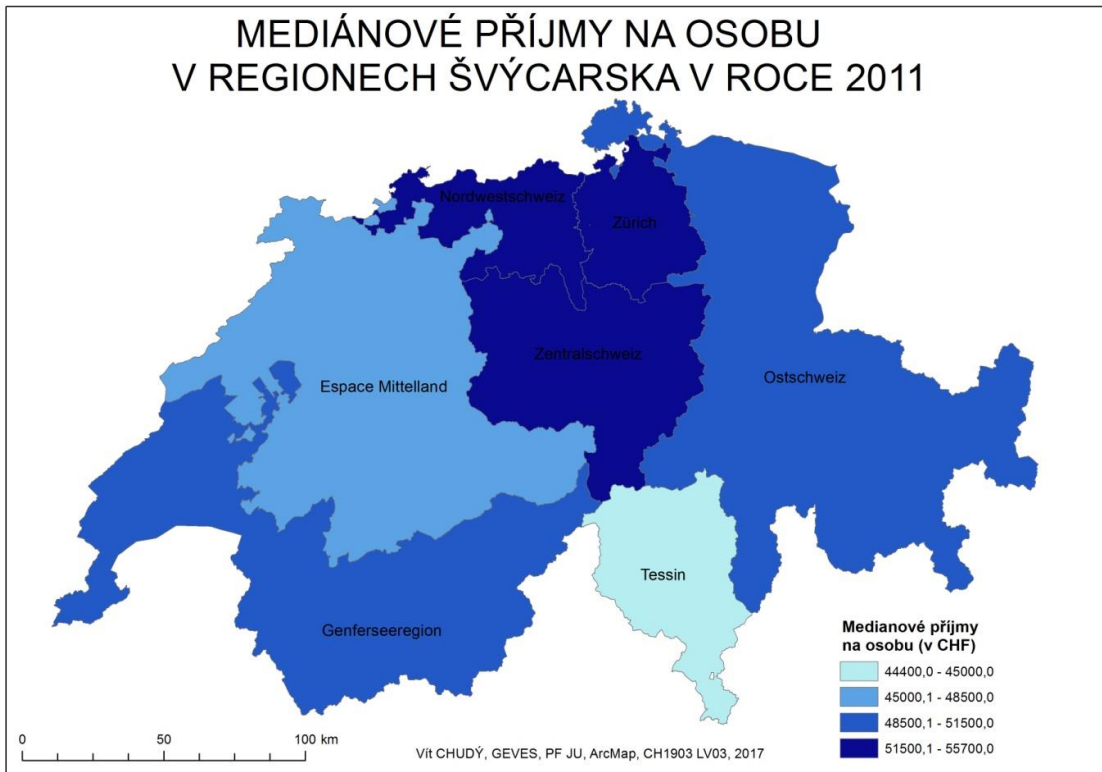 MEDIÁNOVÉ PŘÍJMY NA OSOBU
V REGIONECH ŠVÝCARSKA V ROCE 2011
Nordwestschweiz
Zürich
Zentralschweiz
Ostschweiz
Espace Mittelland
Tessin
Genferseeregion
Medianové příjmy
na osobu (v CHF)
44400,0 - 45000,0
45000,1 - 48500,0
48500,1 - 51500,0
51500,1 - 55700,0
0 50 100 km
Vít CHUDÝ, GEVES, PF JU, ArcMap, CH1903 LV03, 2017